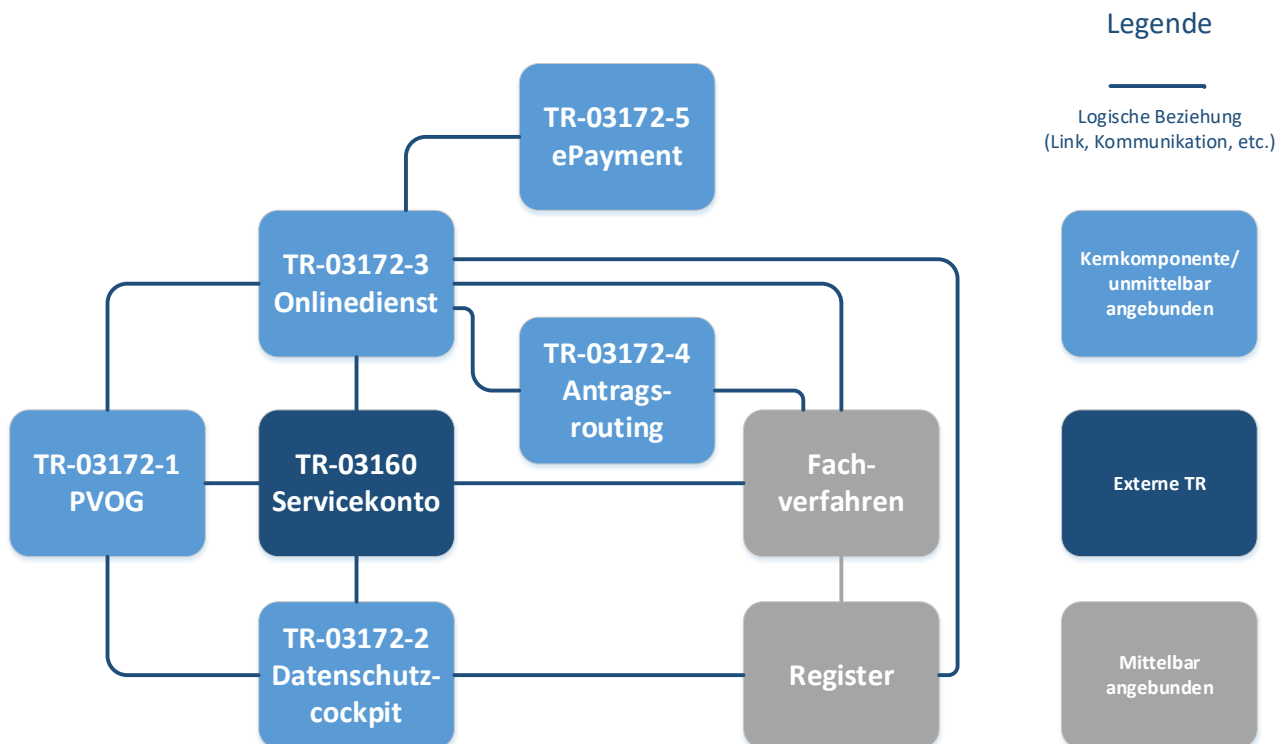 Legende
Logische Beziehung
(Link, Kommunikation, etc.)
TR-03172-5
ePayment
TR-03172-3
Onlinedienst
Kernkomponente/
unmittelbar
angebunden
TR-03172-4
Antrags-
routing
TR-03172-1
PVOG
TR-03160
Servicekonto
Fach-
verfahren
Externe TR
TR-03172-2
Datenschutz-
cockpit
Register
Mittelbar
angebunden